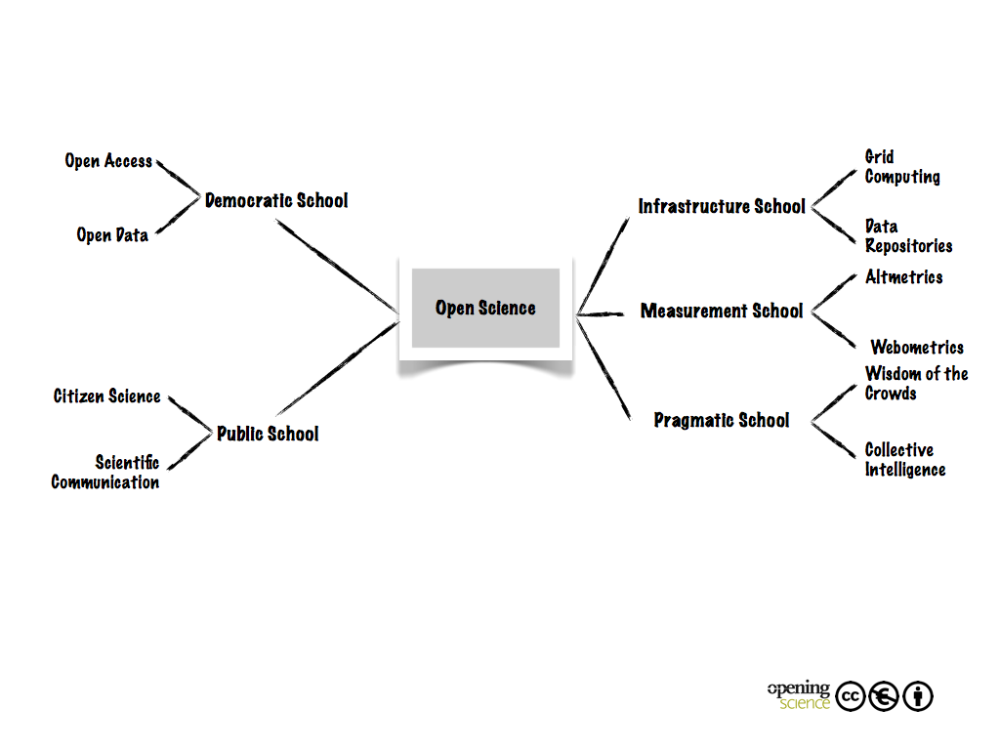 Open Access
Open Data
Democratic School
Citizen Science
Scientific
Communication
Public School
Open Science
Infrastructure School
Grid
Computing
Data
Repositories
Measurement School
Altmetrics
Webometrics
Pragmatic School
Wisdom of the
Crowds
Collective
Intelligence
opening
science
cc